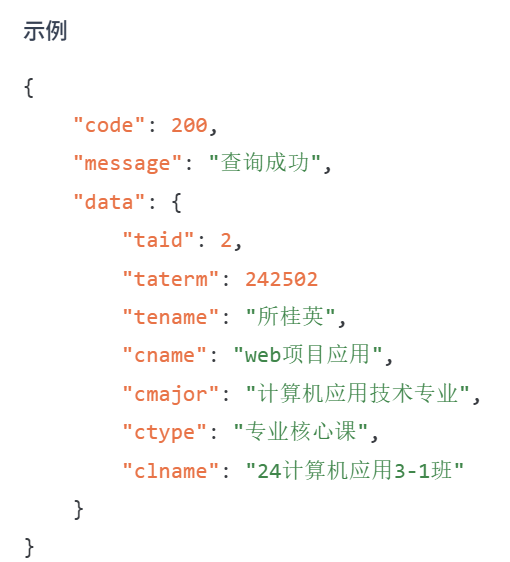 示例
{
    "code": 200,
    "message": "查询成功",
    "data": {
        "taid": 2,
        "taterm": 242502
        "tename": "所桂英",
        "cname": "web项目应用",
        "cmajor": "计算机应用技术专业",
        "ctype": "专业核心课",
        "clname": "24计算机应用3-1班"
    }
}